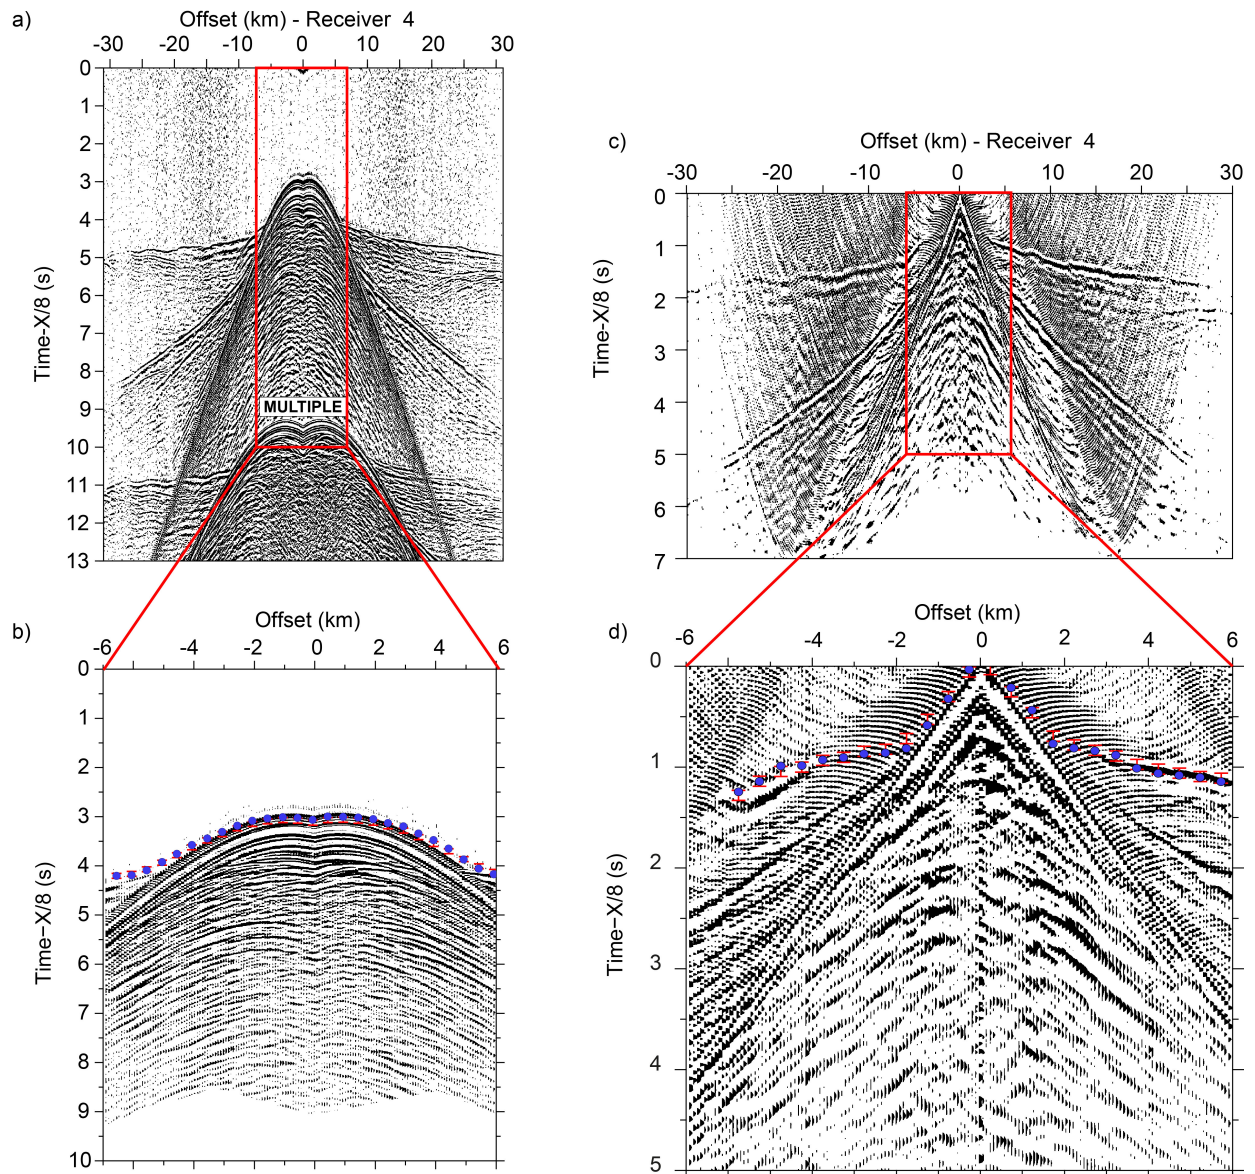 a)
Offset (km) - Receiver 4
-30 -20 -10 0 10 20 30
0
1
2
3
4
5
6
7
8
9
10
11
12
13
Time-X/8 (s)
MULTIPLE
c)
Offset (km) - Receiver 4
-30 -20 -10 0 10 20 30
0
1
2
3
4
5
6
7
Time-X/8 (s)
b)
Offset (km)
-6 -4 -2 0 2 4 6
0
1
2
3
4
5
6
7
8
9
10
Time−X/8 (s)
d)
Offset (km)
-6 -4 -2 0 2 4 6
0
1
2
3
4
5
Time−X/8 (s)